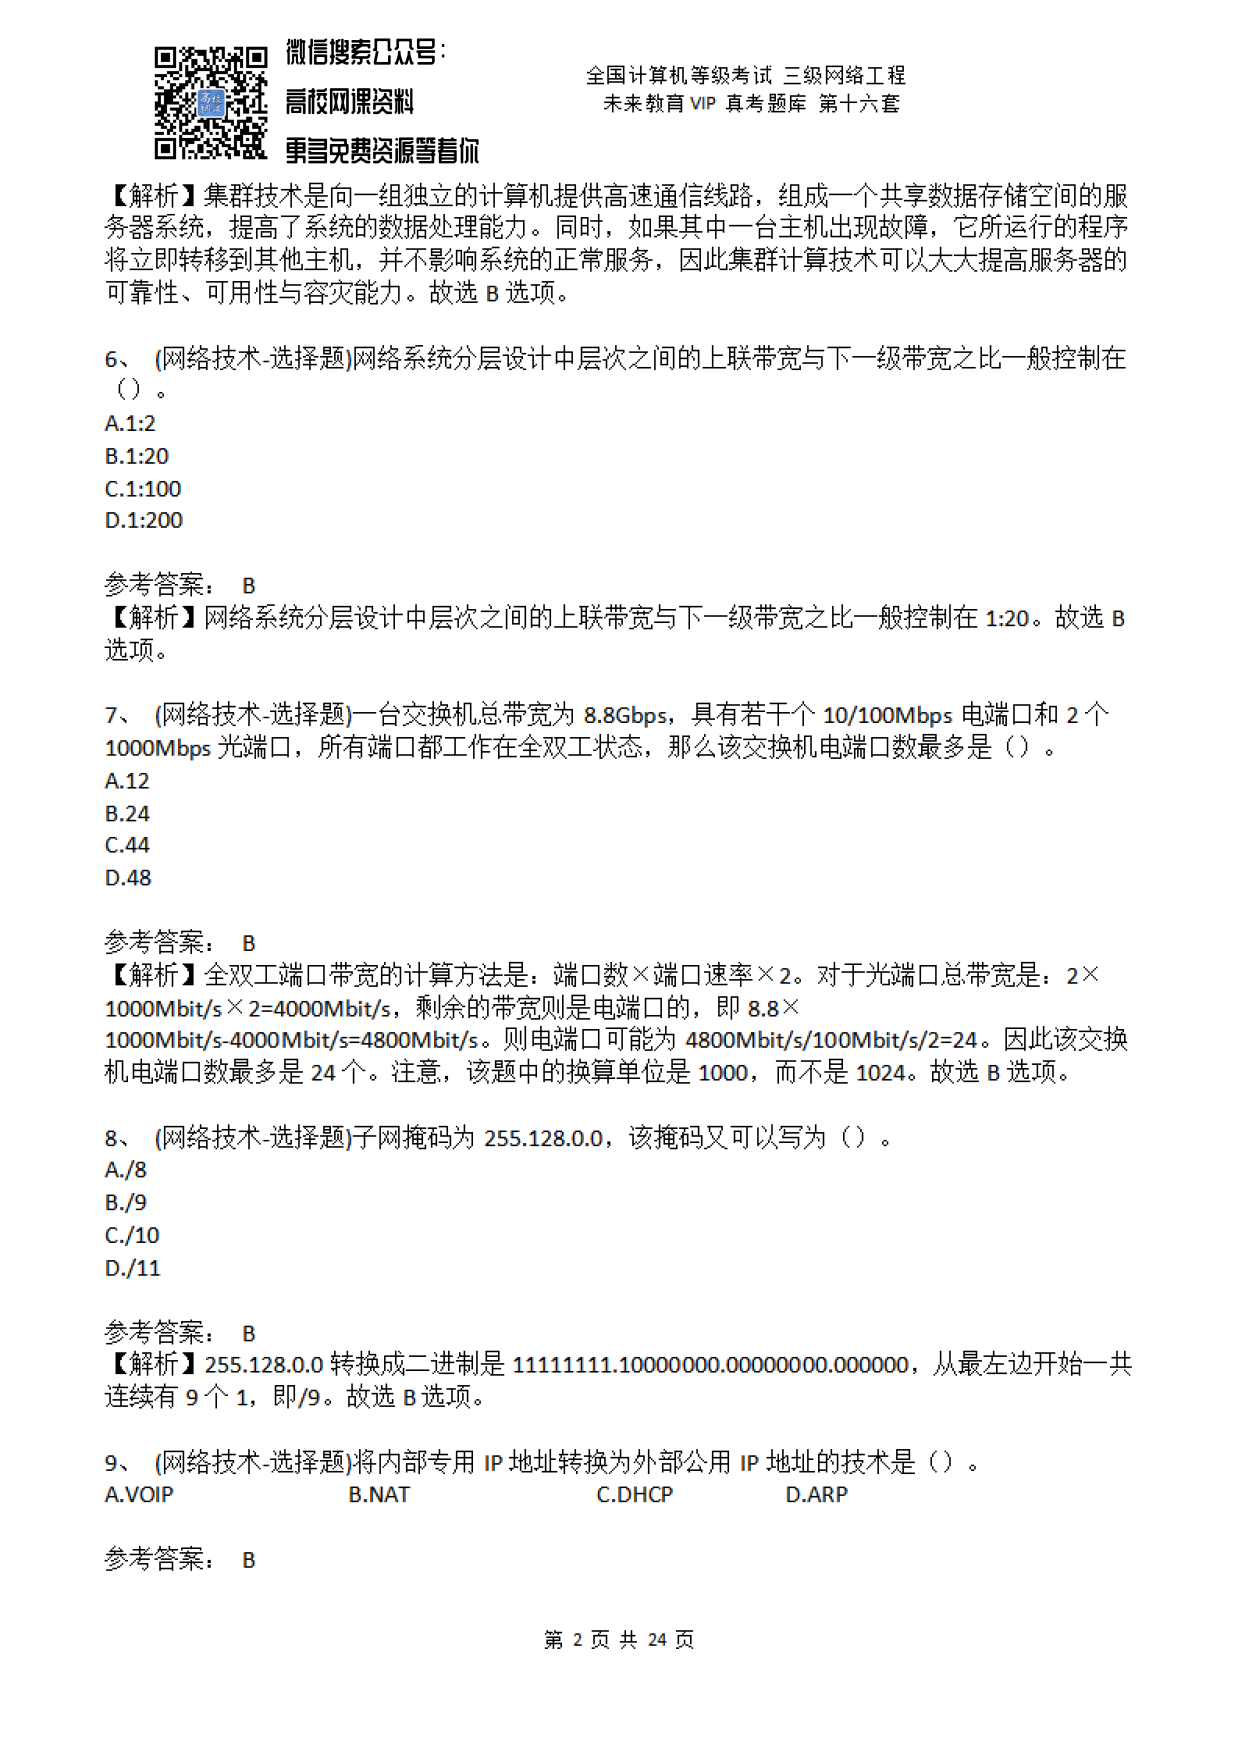 微信搜索公众号：
高校网课资料
更多免费资源等着你
全国计算机等级考试 三级网络工程
未来教育 VIP 真考题库 第十六套
【解析】集群技术是向一组独立的计算机提供高速通信线路，组成一个共享数据存储空间的服
务器系统，提高了系统的数据处理能力。同时，如果其中一台主机出现故障，它所运行的程序
将立即转移到其他主机，并不影响系统的正常服务，因此集群计算技术可以大大提高服务器的
可靠性、可用性与容灾能力。故选 B 选项。
6、 (网络技术-选择题)网络系统分层设计中层次之间的上联带宽与下一级带宽之比一般控制在
（）。
A.1:2
B.1:20
C.1:100
D.1:200
参考答案： B
【解析】网络系统分层设计中层次之间的上联带宽与下一级带宽之比一般控制在 1:20。故选 B
选项。
7、 (网络技术-选择题)一台交换机总带宽为 8.8Gbps，具有若干个 10/100Mbps 电端口和 2 个
1000Mbps 光端口，所有端口都工作在全双工状态，那么该交换机电端口数最多是（）。
A.12
B.24
C.44
D.48
参考答案： B
【解析】全双工端口带宽的计算方法是：端口数×端口速率×2。对于光端口总带宽是：2×
1000Mbit/s×2=4000Mbit/s，剩余的带宽则是电端口的，即 8.8×
1000Mbit/s-4000Mbit/s=4800Mbit/s。则电端口可能为 4800Mbit/s/100Mbit/s/2=24。因此该交换
机电端口数最多是 24 个。注意，该题中的换算单位是 1000，而不是 1024。故选 B 选项。
8、 (网络技术-选择题)子网掩码为 255.128.0.0，该掩码又可以写为（）。
A./8
B./9
C./10
D./11
参考答案： B
【解析】255.128.0.0 转换成二进制是 11111111.10000000.00000000.000000，从最左边开始一共
连续有 9 个 1，即/9。故选 B 选项。
9、 (网络技术-选择题)将内部专用 IP 地址转换为外部公用 IP 地址的技术是（）。
A.VOIP B.NAT C.DHCP D.ARP
参考答案： B
第 2 页 共 24 页